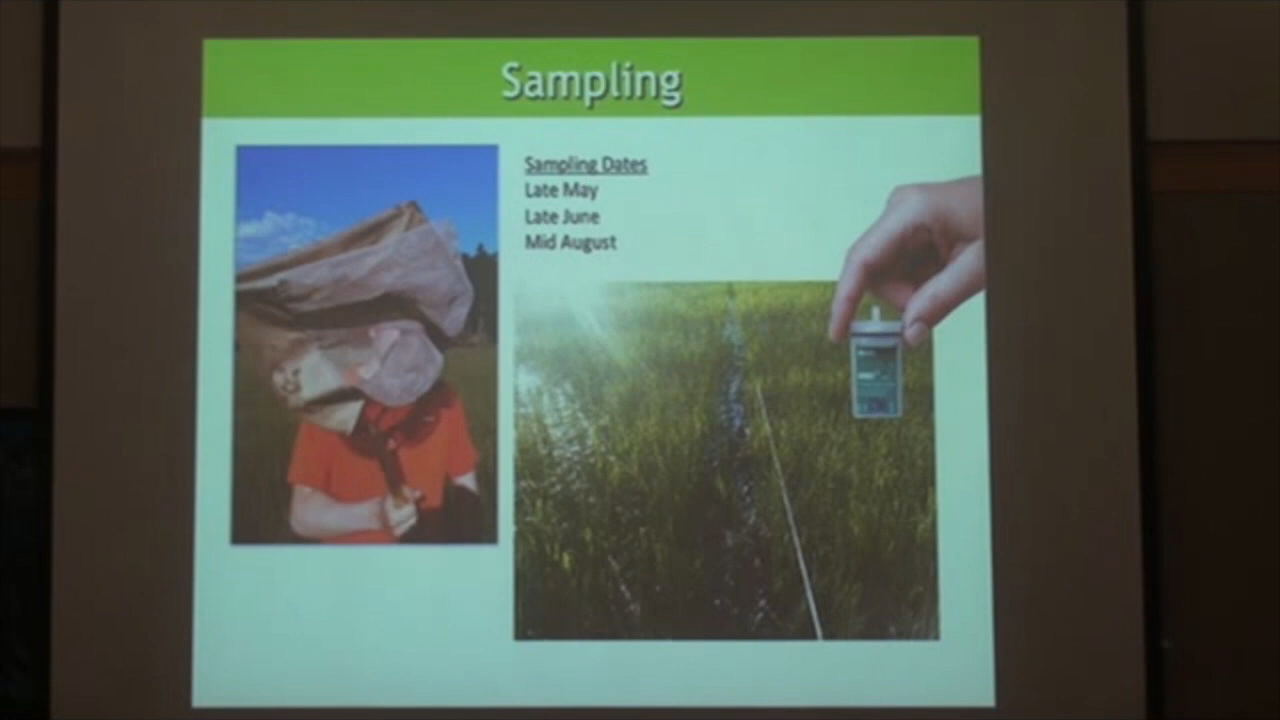 Sampling
Sampling Dates
Late May
Late June
Mid August